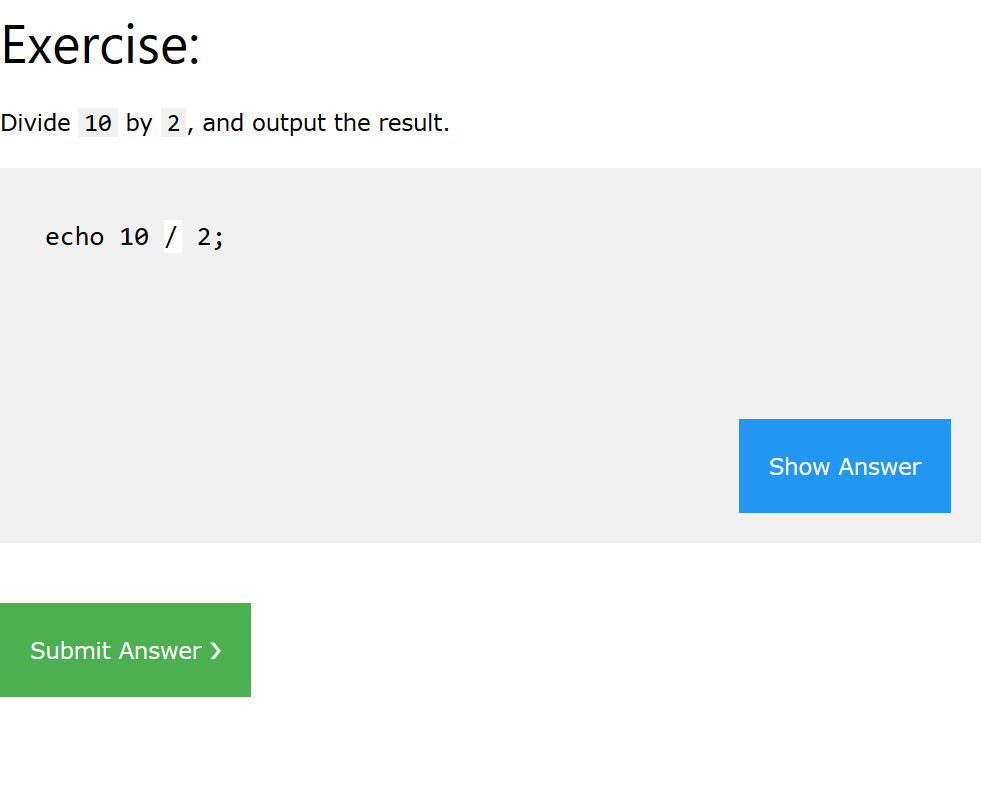 Exercise:
Divide 10 by 2, and output the result.
echo 10 / 2;
Show Answer
Submit Answer ❯